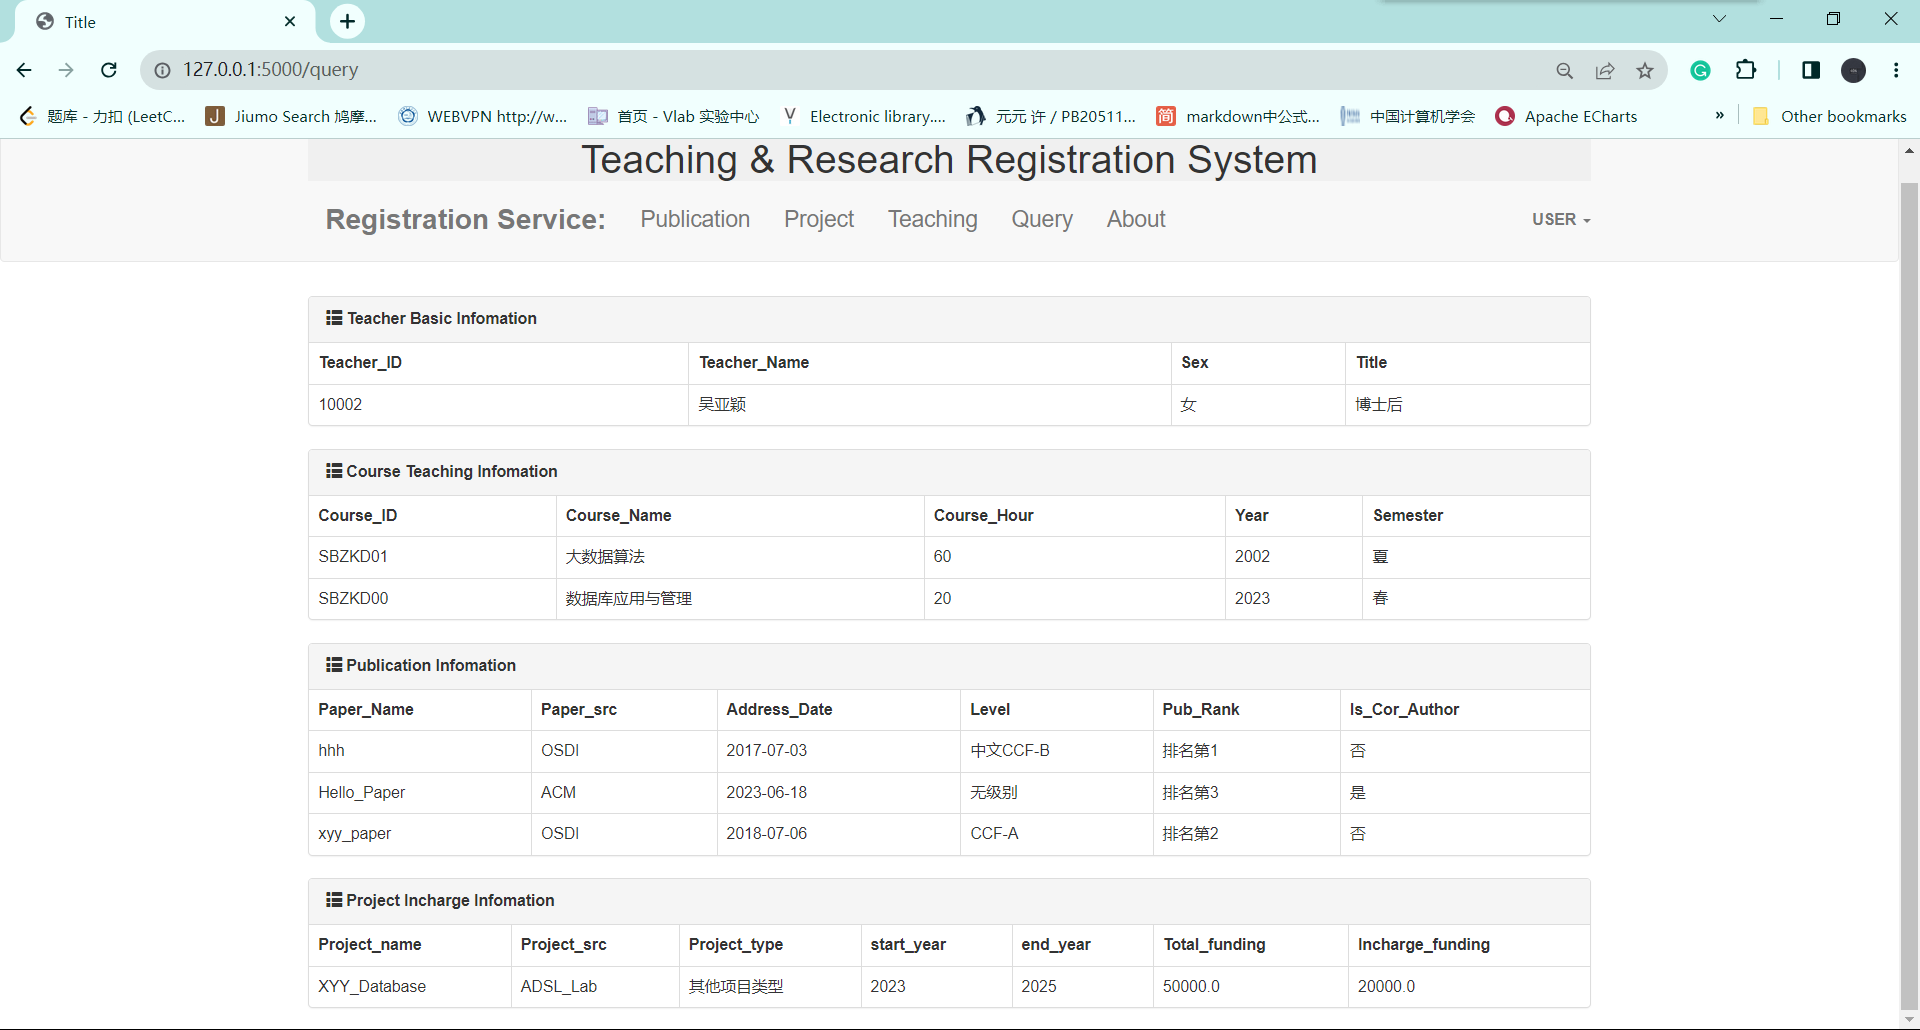 Title
127.0.0.1:5000/query
题库 - 力扣 (LeetC... Jiumo Search 鸠摩... WEBVPN http://w... 首页 - Vlab 实验中心 Electronic library.... 元元 许 / PB20511... markdown中公式... 中国计算机学会 Apache ECharts » Other bookmarks
Teaching & Research Registration System
Registration Service: Publication Project Teaching Query About USER
Teacher Basic Infomation
Teacher_ID Teacher_Name Sex Title
10002 吴亚颖 女 博士后
Course Teaching Infomation
Course_ID Course_Name Course_Hour Year Semester
SBZKD01 大数据算法 60 2002 夏
SBZKD00 数据库应用与管理 20 2023 春
Publication Infomation
Paper_Name Paper_src Address_Date Level Pub_Rank Is_Cor_Author
hhh OSDI 2017-07-03 中文CCF-B 排名第1 否
Hello_Paper ACM 2023-06-18 无级别 排名第3 是
xyy_paper OSDI 2018-07-06 CCF-A 排名第2 否
Project Incharge Infomation
Project_name Project_src Project_type start_year end_year Total_funding Incharge_funding
XYY_Database ADSL_Lab 其他项目类型 2023 2025 50000.0 20000.0